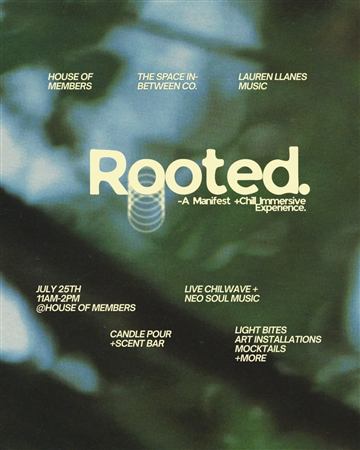 HOUSE OF
MEMBERS
THE SPACE IN-
BETWEEN CO.
LAUREN LLANES
MUSIC
Rooted.
-A Manifest +Chill Immersive
Experience.
JULY 25TH
11AM-2PM
@HOUSE OF MEMBERS
LIVE CHILWAVE +
NEO SOUL MUSIC
CANDLE POUR
+SCENT BAR
LIGHT BITES
ART INSTALLATIONS
MOCKTAILS
+MORE